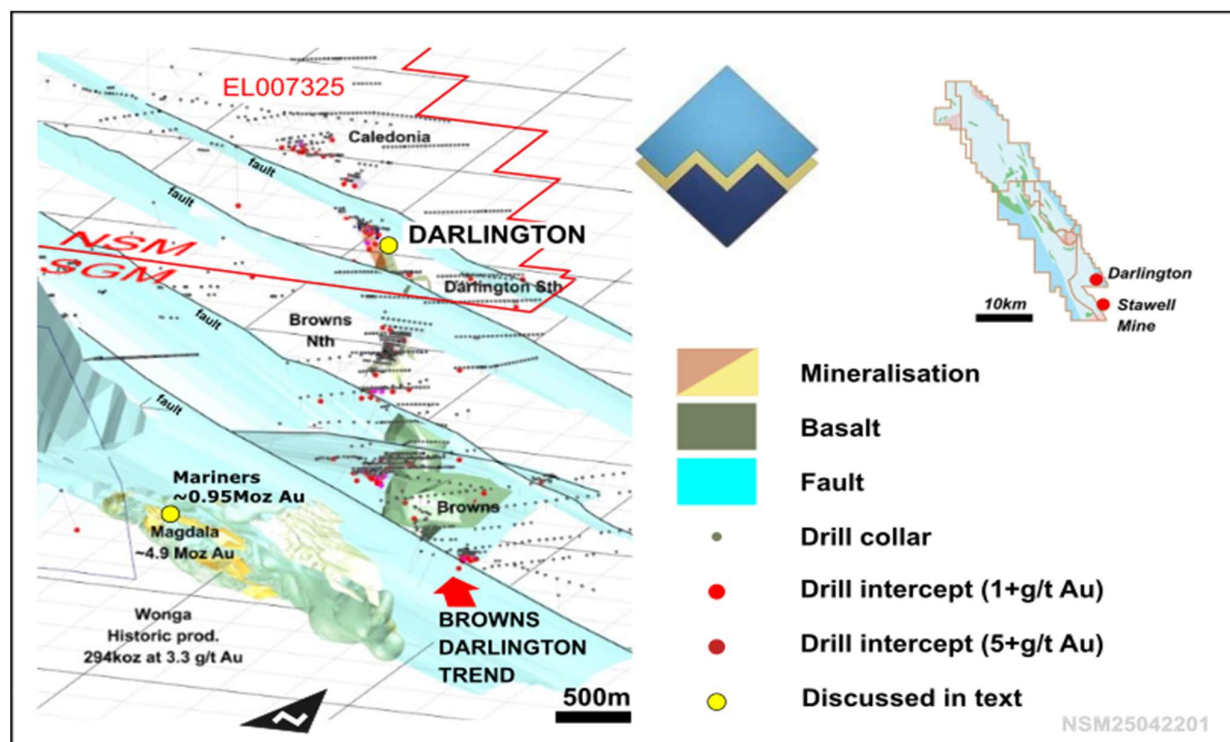 EL007325
Caledonia
fault
fault
DARLINGTON
NSM
SGM
Darlington Sth
Browns
Nth
fault
fault
Mariners
~0.95Moz Au
Magdala
~4.9 Moz Au
Browns
Wonga
Historic prod.
294koz at 3.3 g/t Au
BROWNS
DARLINGTON
TREND
N
500m
Darlington
Stawell
Mine
10km
Mineralisation
Basalt
Fault
Drill collar
Drill intercept (1+g/t Au)
Drill intercept (5+g/t Au)
Discussed in text
NSM25042201